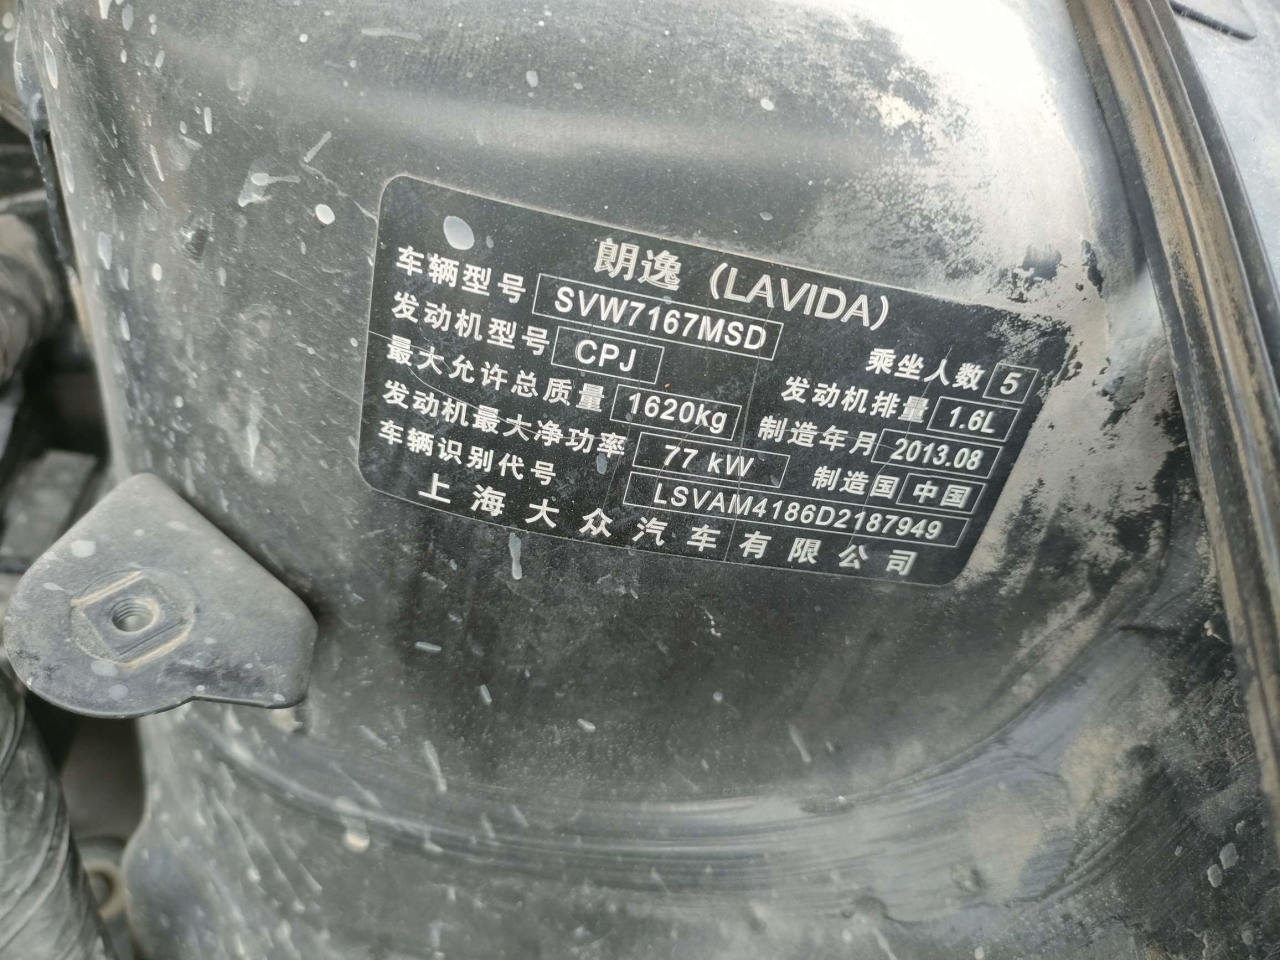 朗逸 (LAVIDA)
车辆型号 SVW7167MSD 乘坐人数 5
发动机型号 CPJ 发动机排量 1.6L
最大允许总质量 1620kg 制造年月 2013.08
发动机最大净功率 77 kW 制造国 中国
车辆识别代号 LSVAM4186D2187949
上海大众汽车有限公司